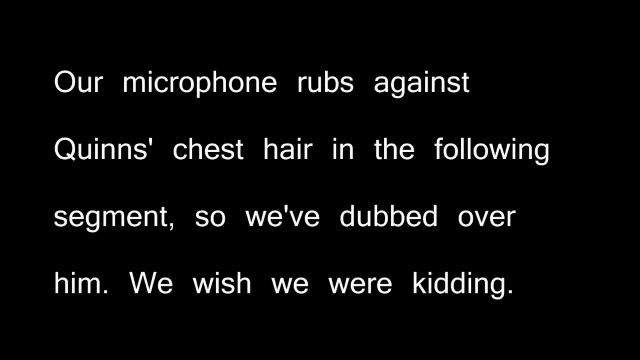 Our microphone rubs against
Quinns' chest hair in the following
segment, so we've dubbed over
him. We wish we were kidding.